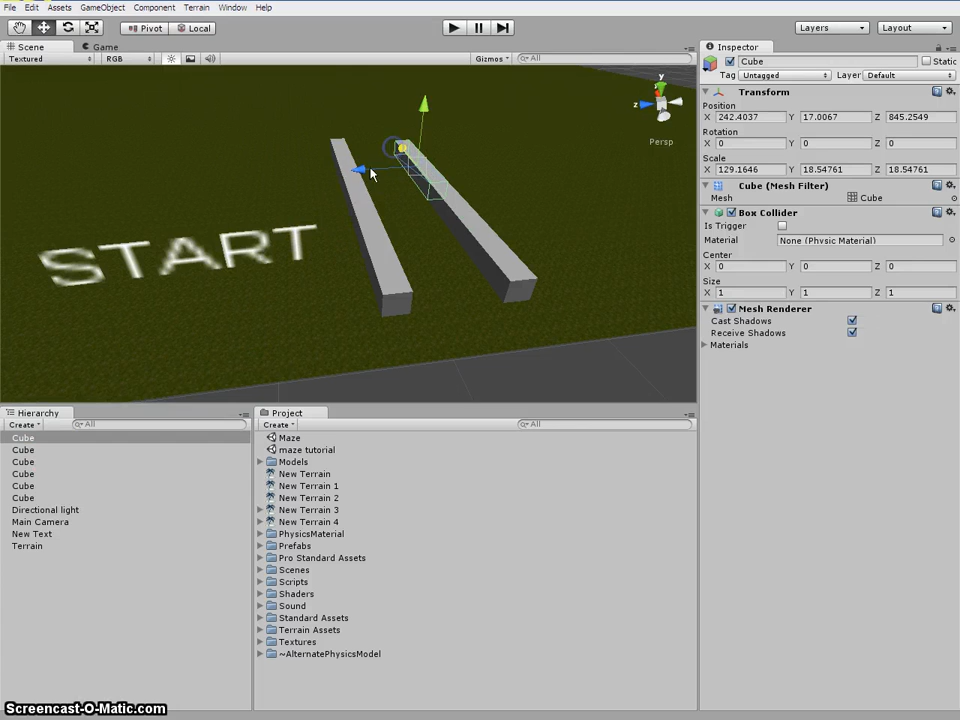 File Edit Assets GameObject Component Terrain Window Help
Pivot Local Layers Layout
Scene Game
Textured RGB Gizmos All
y
z
Persp
START
Inspector
Cube Static
Tag Untagged Layer Default
Transform
Position
X 242.4037 Y 17.0067 Z 845.2549
Rotation
X 0 Y 0 Z 0
Scale
X 129.1646 Y 18.54761 Z 18.54761
Cube (Mesh Filter)
Mesh Cube
Box Collider
Is Trigger
Material None (Physic Material)
Center
X 0 Y 0 Z 0
Size
X 1 Y 1 Z 1
Mesh Renderer
Cast Shadows
Receive Shadows
Materials
Hierarchy
Create All
Cube
Cube
Cube
Cube
Cube
Cube
Directional light
Main Camera
New Text
Terrain
Project
Create All
Maze
maze tutorial
Models
New Terrain
New Terrain 1
New Terrain 2
New Terrain 3
New Terrain 4
PhysicsMaterial
Prefabs
Pro Standard Assets
Scenes
Scripts
Shaders
Sound
Standard Assets
Terrain Assets
Textures
~AlternatePhysicsModel
Screencast-O-Matic.com